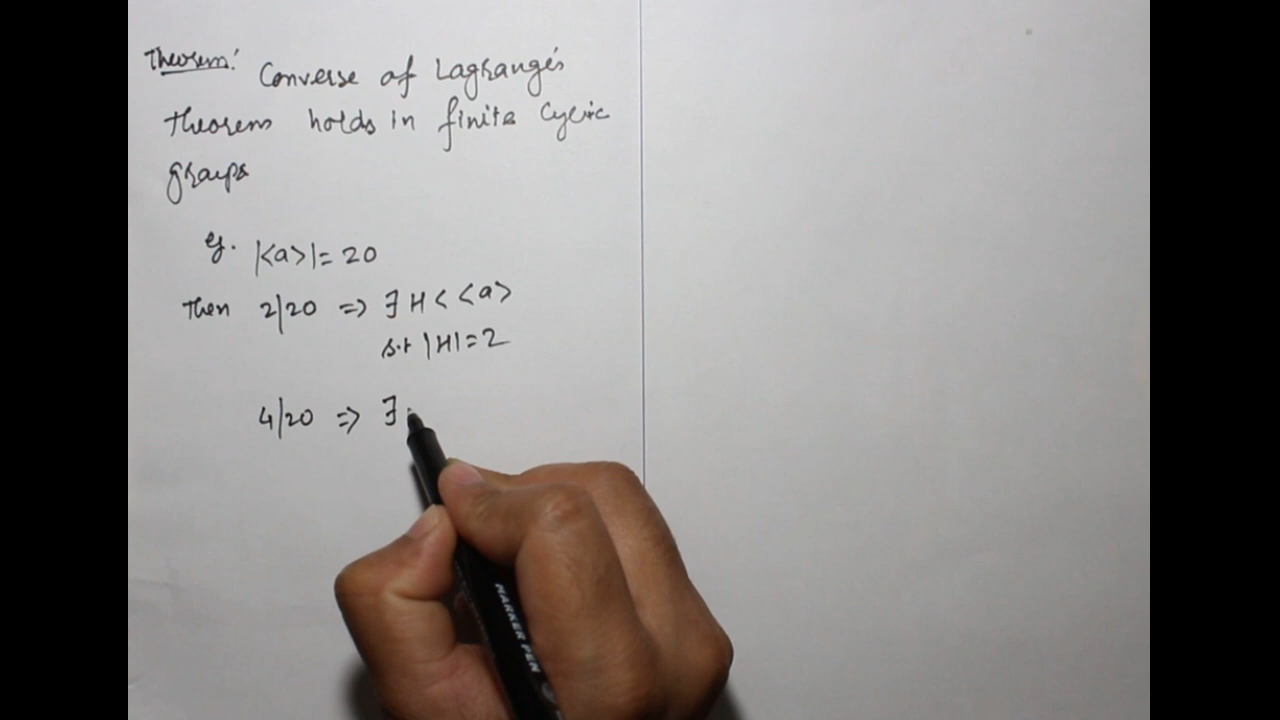 Theorem:
Converse of Lagrange's
theorem holds in finite cyclic
groups
eg. |<a>| = 20
Then 2|20 => ∃ H < <a>
s.t |H| = 2
4|20 => ∃
MARKER PEN